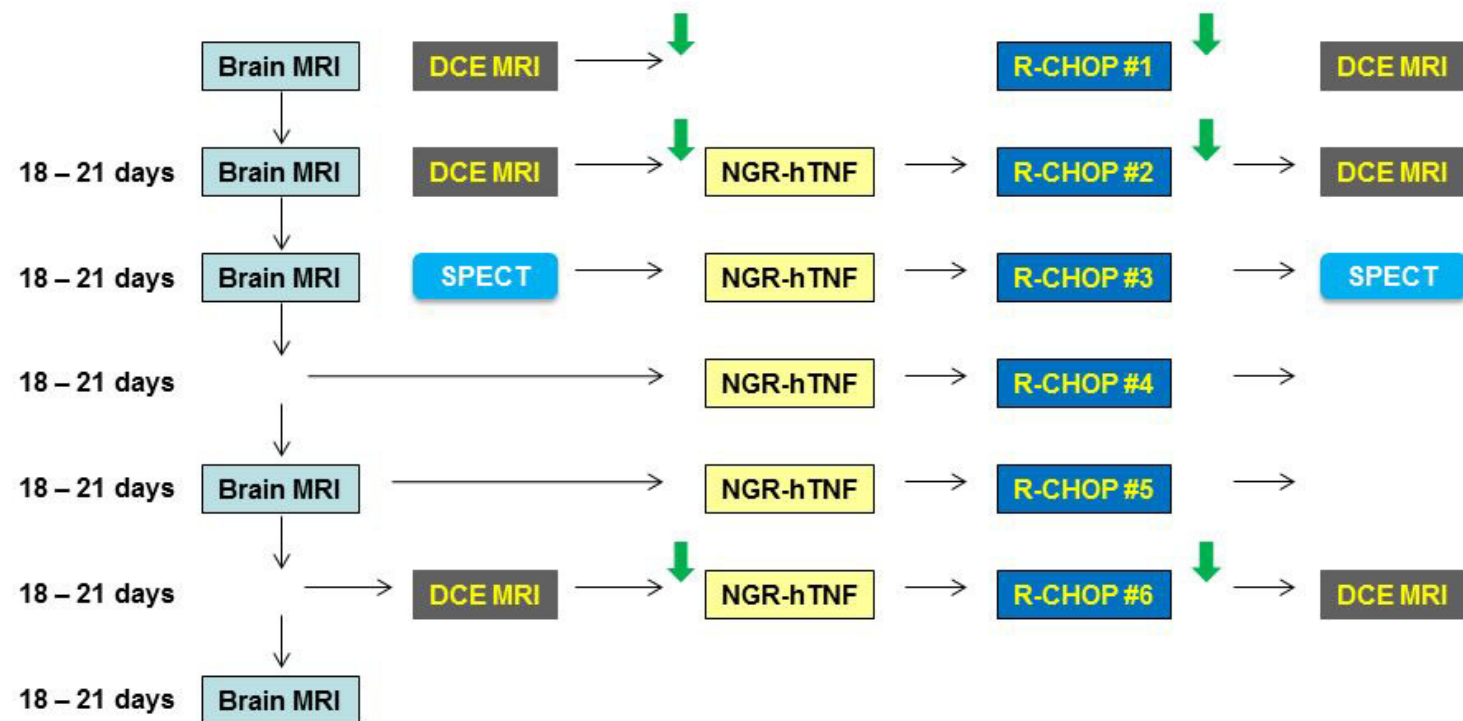 Brain MRI DCE MRI R-CHOP #1 DCE MRI
18 – 21 days Brain MRI DCE MRI NGR-hTNF R-CHOP #2 DCE MRI
18 – 21 days Brain MRI SPECT NGR-hTNF R-CHOP #3 SPECT
18 – 21 days NGR-hTNF R-CHOP #4
18 – 21 days Brain MRI NGR-hTNF R-CHOP #5
18 – 21 days DCE MRI NGR-hTNF R-CHOP #6 DCE MRI
18 – 21 days Brain MRI